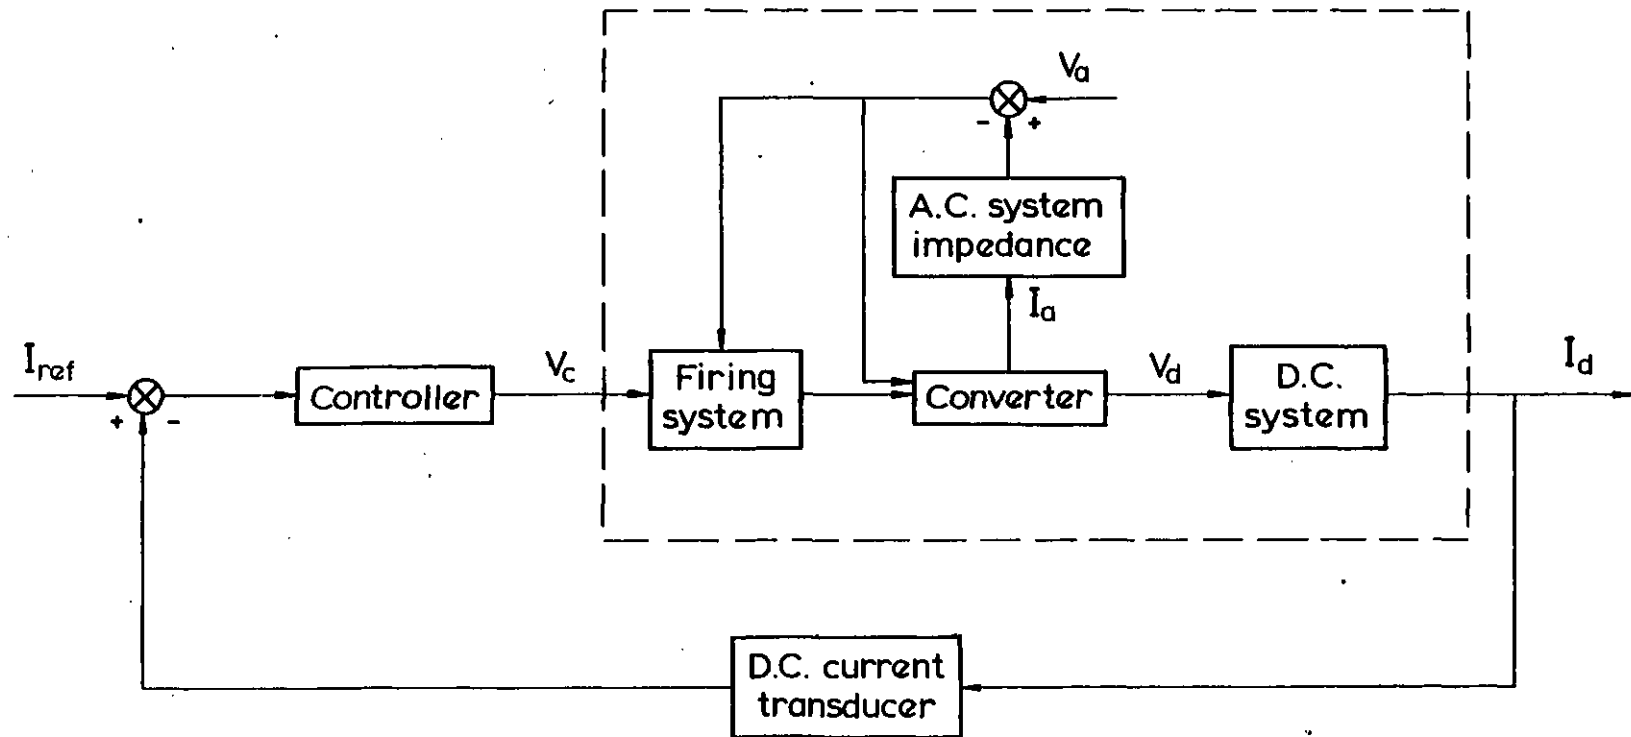 Va
- +
A.C. system
impedance
Ia
Iref
+ -
Controller
Vc
Firing
system
Converter
Vd
D.C.
system
Id
D.C. current
transducer